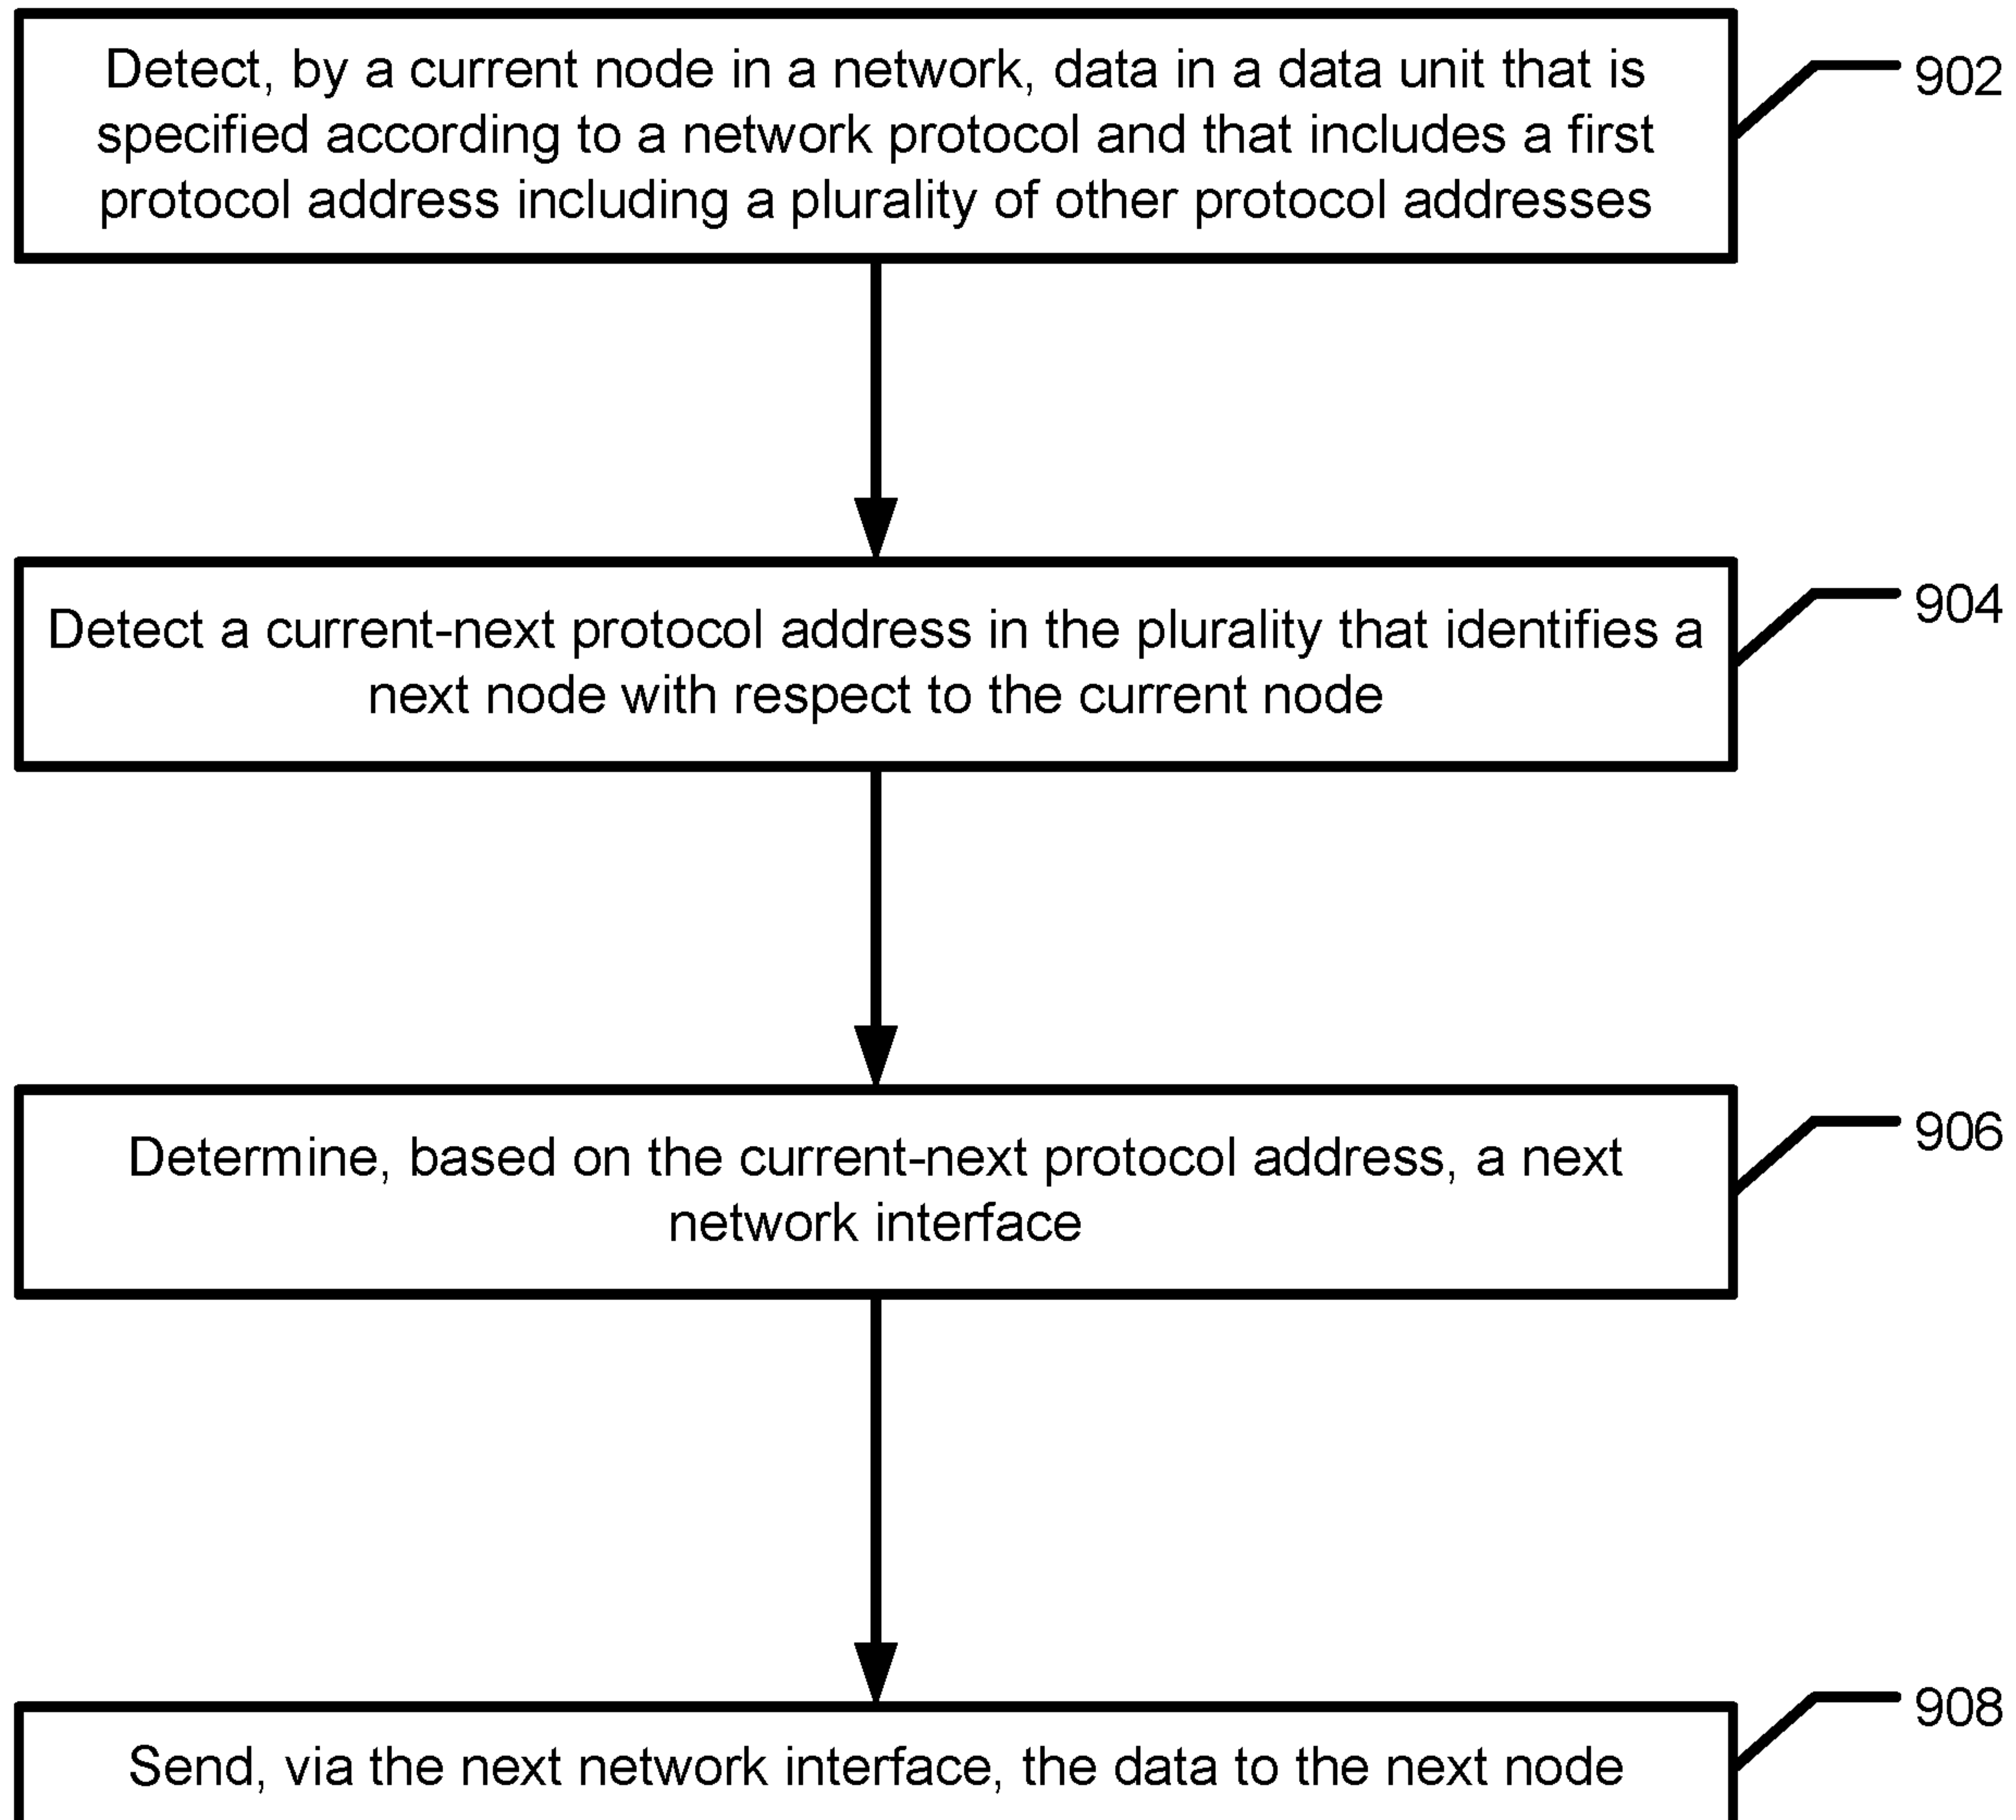 Detect, by a current node in a network, data in a data unit that is
specified according to a network protocol and that includes a first
protocol address including a plurality of other protocol addresses
902
Detect a current-next protocol address in the plurality that identifies a
next node with respect to the current node
904
Determine, based on the current-next protocol address, a next
network interface
906
Send, via the next network interface, the data to the next node
908